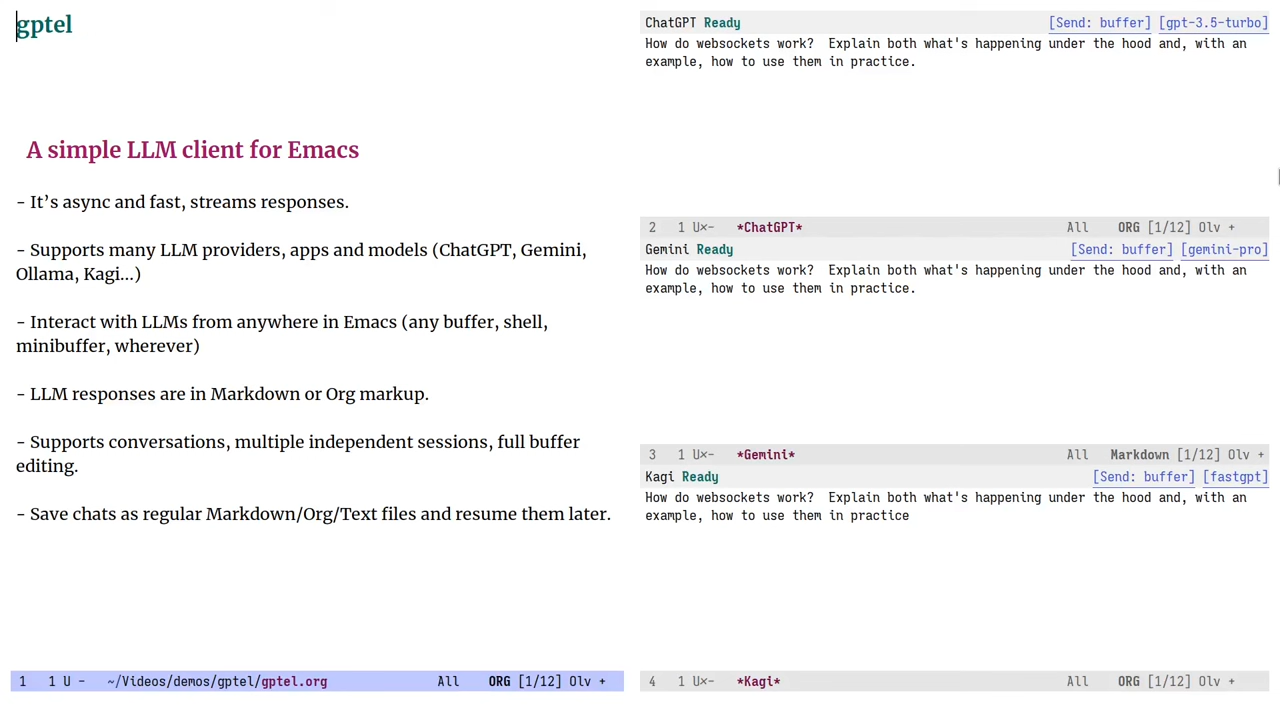 gptel
A simple LLM client for Emacs
- It’s async and fast, streams responses.
- Supports many LLM providers, apps and models (ChatGPT, Gemini,
Ollama, Kagi…)
- Interact with LLMs from anywhere in Emacs (any buffer, shell,
minibuffer, wherever)
- LLM responses are in Markdown or Org markup.
- Supports conversations, multiple independent sessions, full buffer
editing.
- Save chats as regular Markdown/Org/Text files and resume them later.
1 1 U - ~/Videos/demos/gptel/gptel.org All ORG [1/12] Olv +
ChatGPT Ready [Send: buffer] [gpt-3.5-turbo]
How do websockets work?  Explain both what's happening under the hood and, with an
example, how to use them in practice.
2 1 U×- *ChatGPT* All ORG [1/12] Olv +
Gemini Ready [Send: buffer] [gemini-pro]
How do websockets work?  Explain both what's happening under the hood and, with an
example, how to use them in practice.
3 1 U×- *Gemini* All Markdown [1/12] Olv +
Kagi Ready [Send: buffer] [fastgpt]
How do websockets work?  Explain both what's happening under the hood and, with an
example, how to use them in practice
4 1 U×- *Kagi* All ORG [1/12] Olv +